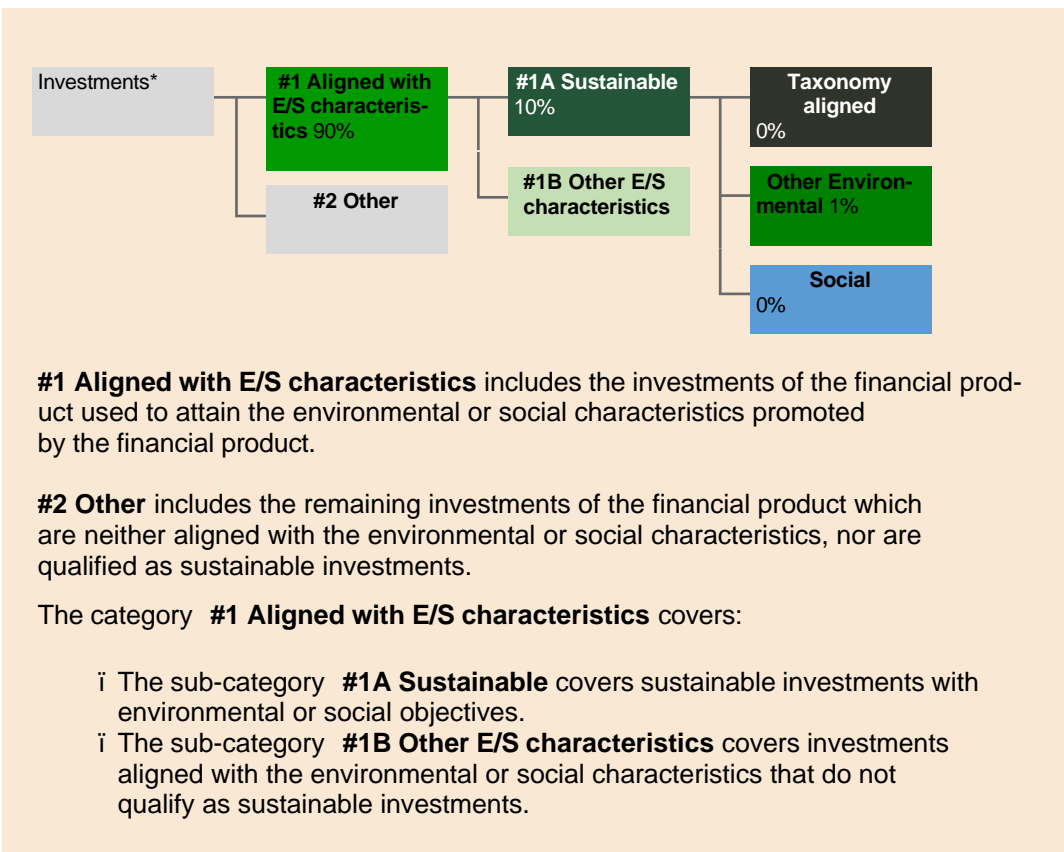 Investments*
#1 Aligned with
E/S characteris-
tics 90%
#2 Other
#1A Sustainable
10%
#1B Other E/S
characteristics
Taxonomy
aligned
0%
Other Environ-
mental 1%
Social
0%
#1 Aligned with E/S characteristics includes the investments of the financial prod-
uct used to attain the environmental or social characteristics promoted
by the financial product.
#2 Other includes the remaining investments of the financial product which
are neither aligned with the environmental or social characteristics, nor are
qualified as sustainable investments.
The category #1 Aligned with E/S characteristics covers:
ï The sub-category #1A Sustainable covers sustainable investments with
environmental or social objectives.
ï The sub-category #1B Other E/S characteristics covers investments
aligned with the environmental or social characteristics that do not
qualify as sustainable investments.